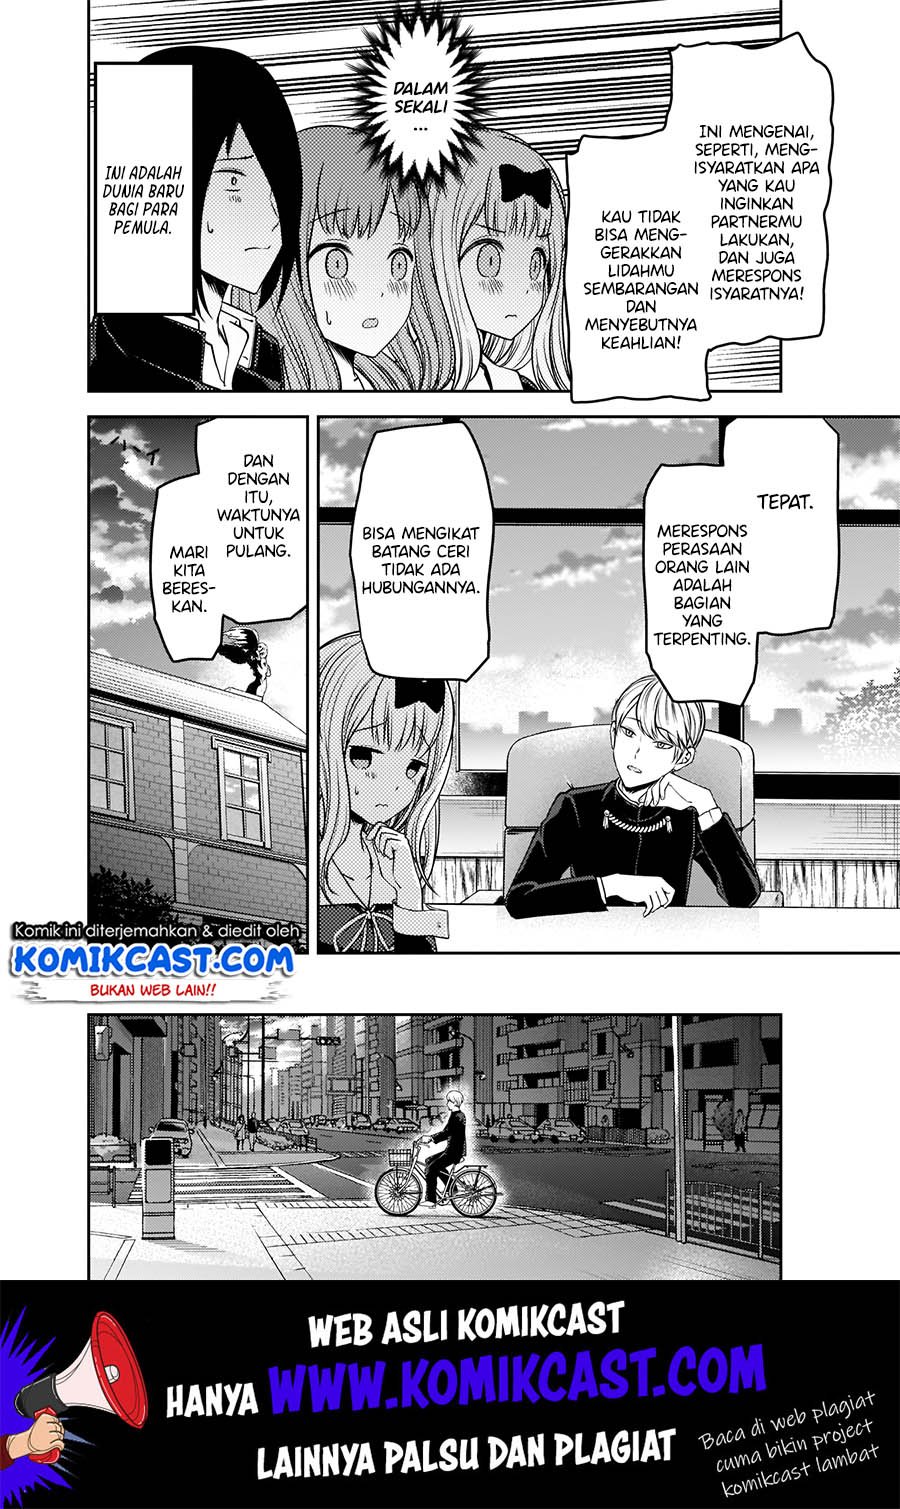 INI MENGENAI,
SEPERTI, MENG-
ISYARATKAN APA
YANG KAU
INGINKAN
PARTNERMU
LAKUKAN,
DAN JUGA
MERESPONS
ISYARATNYA!
KAU TIDAK
BISA MENG-
GERAKKAN
LIDAHMU
SEMBARANGAN
DAN
MENYEBUTNYA
KEAHLIAN!
DALAM
SEKALI
...
INI ADALAH
DUNIA BARU
BAGI PARA
PEMULA.
TEPAT.
MERESPONS
PERASAAN
ORANG LAIN
ADALAH
BAGIAN
YANG
TERPENTING.
BISA MENGIKAT
BATANG CERI
TIDAK ADA
HUBUNGANNYA.
DAN
DENGAN
ITU,
WAKTUNYA
UNTUK
PULANG.
MARI
KITA
BERES-
KAN.
Komik ini diterjemahkan & diedit oleh
KOMIKCAST.COM
BUKAN WEB LAIN!!
WEB ASLI KOMIKCAST
HANYA WWW.KOMIKCAST.COM
LAINNYA PALSU DAN PLAGIAT
Baca di web plagiat
cuma bikin project
komikcast lambat